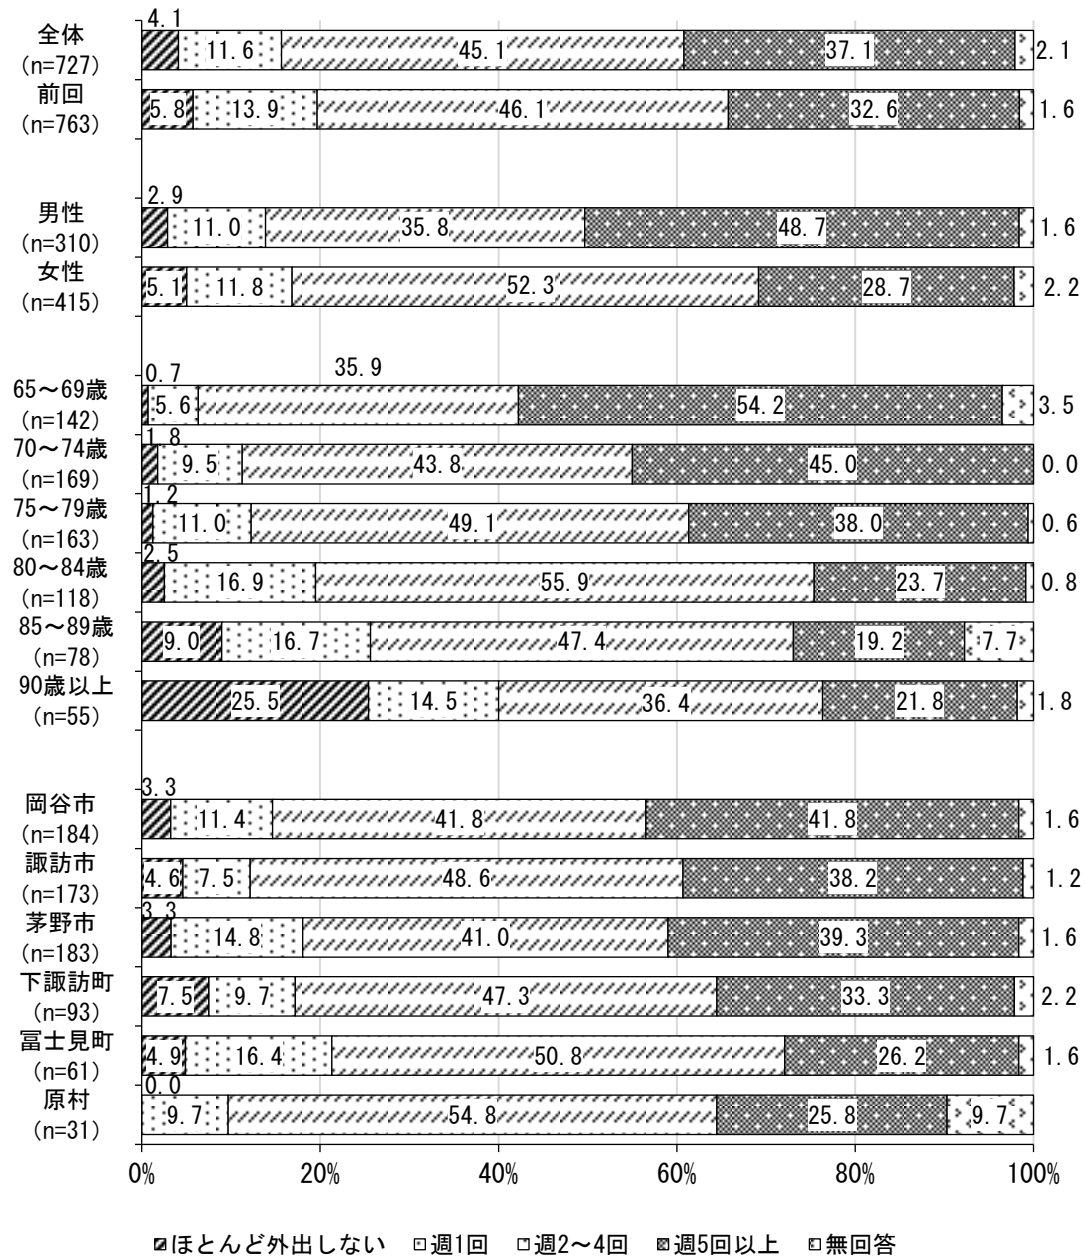 4.1
全体 11.6 45.1 37.1 2.1
(n=727)
前回 5.8 13.9 46.1 32.6 1.6
(n=763)
2.9
男性 11.0 35.8 48.7 1.6
(n=310)
女性 5.1 11.8 52.3 28.7 2.2
(n=415)
0.7 35.9
65～69歳 5.6 54.2 3.5
(n=142)
1.8
70～74歳 9.5 43.8 45.0 0.0
(n=169)
1.2
75～79歳 11.0 49.1 38.0 0.6
(n=163)
2.5
80～84歳 16.9 55.9 23.7 0.8
(n=118)
85～89歳 9.0 16.7 47.4 19.2 7.7
(n=78)
90歳以上 25.5 14.5 36.4 21.8 1.8
(n=55)
3.3
岡谷市 11.4 41.8 41.8 1.6
(n=184)
諏訪市 4.6 7.5 48.6 38.2 1.2
(n=173)
3.3
茅野市 14.8 41.0 39.3 1.6
(n=183)
下諏訪町 7.5 9.7 47.3 33.3 2.2
(n=93)
冨士見町 4.9 16.4 50.8 26.2 1.6
(n=61)
0.0
原村 9.7 54.8 25.8 9.7
(n=31)
0% 20% 40% 60% 80% 100%
ほとんど外出しない 週1回 週2～4回 週5回以上 無回答